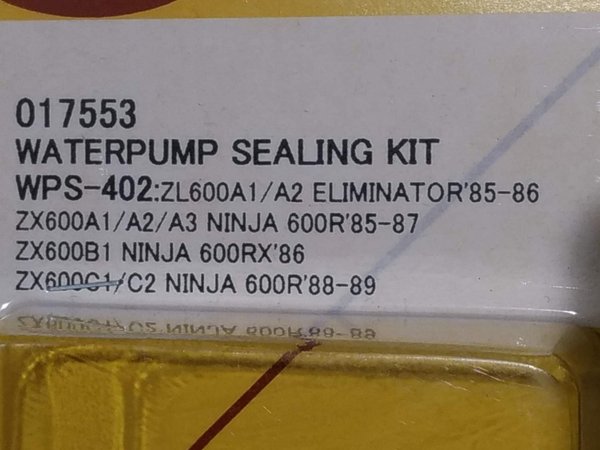 017553
WATERPUMP SEALING KIT
WPS-402:ZL600A1/A2 ELIMINATOR'85-86
ZX600A1/A2/A3 NINJA 600R'85-87
ZX600B1 NINJA 600RX'86
ZX600C1/C2 NINJA 600R'88-89